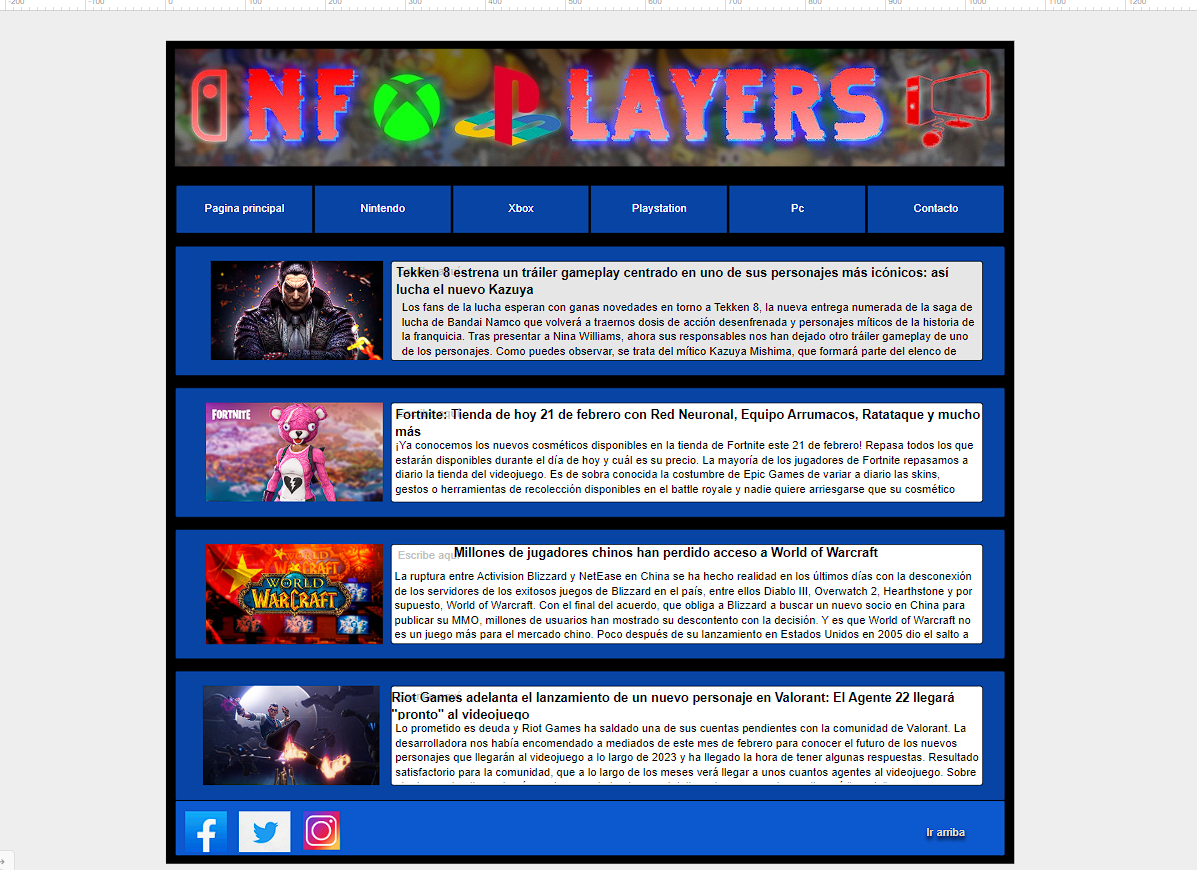 -200 -100 0 100 200 300 400 500 600 700 800 900 1000 1100 1200
INFO PLAYERS
Pagina principal Nintendo Xbox Playstation Pc Contacto
Tekken 8 estrena un tráiler gameplay centrado en uno de sus personajes más icónicos: así
lucha el nuevo Kazuya
Los fans de la lucha esperan con ganas novedades en torno a Tekken 8, la nueva entrega numerada de la saga de
lucha de Bandai Namco que volverá a traernos dosis de acción desenfrenada y personajes míticos de la historia de
la franquicia. Tras presentar a Nina Williams, ahora sus responsables nos han dejado otro tráiler gameplay de uno
de los personajes. Como puedes observar, se trata del mítico Kazuya Mishima, que formará parte del elenco de
FORTNITE
Fornite: Tienda de hoy 21 de febrero con Red Neuronal, Equipo Arrumacos, Ratataque y mucho
más
¡Ya conocemos los nuevos cosméticos disponibles en la tienda de Fortnite este 21 de febrero! Repasa todos los que
estarán disponibles durante el día de hoy y cuál es su precio. La mayoría de los jugadores de Fortnite repasamos a
diario la tienda del videojuego. Es de sobra conocida la costumbre de Epic Games de variar a diario las skins,
gestos o herramientas de recolección disponibles en el battle royale y nadie quiere arriesgarse que su cosmético
WORLD
WARCRAFT
Escribe aquí
Millones de jugadores chinos han perdido acceso a World of Warcraft
La ruptura entre Activision Blizzard y NetEase en China se ha hecho realidad en los últimos días con la desconexión
de los servidores de los exitosos juegos de Blizzard en el país, entre ellos Diablo III, Overwatch 2, Hearthstone y por
supuesto, World of Warcraft. Con el final del acuerdo, que obliga a Blizzard a buscar un nuevo socio en China para
publicar su MMO, millones de usuarios han mostrado su descontento con la decisión. Y es que World of Warcraft no
es un juego más para el mercado chino. Poco después de su lanzamiento en Estados Unidos en 2005 dio el salto a
Riot Games adelanta el lanzamiento de un nuevo personaje en Valorant: El Agente 22 llegará
"pronto" al videojuego
Lo prometido es deuda y Riot Games ha saldado una de sus cuentas pendientes con la comunidad de Valorant. La
desarrolladora nos había encomendado a mediados de este mes de febrero para conocer el futuro de los nuevos
personajes que llegarán al videojuego a lo largo de 2023 y ha llegado la hora de tener algunas respuestas. Resultado
satisfactorio para la comunidad, que a lo largo de los meses verá llegar a unos cuantos agentes al videojuego. Sobre
Ir arriba